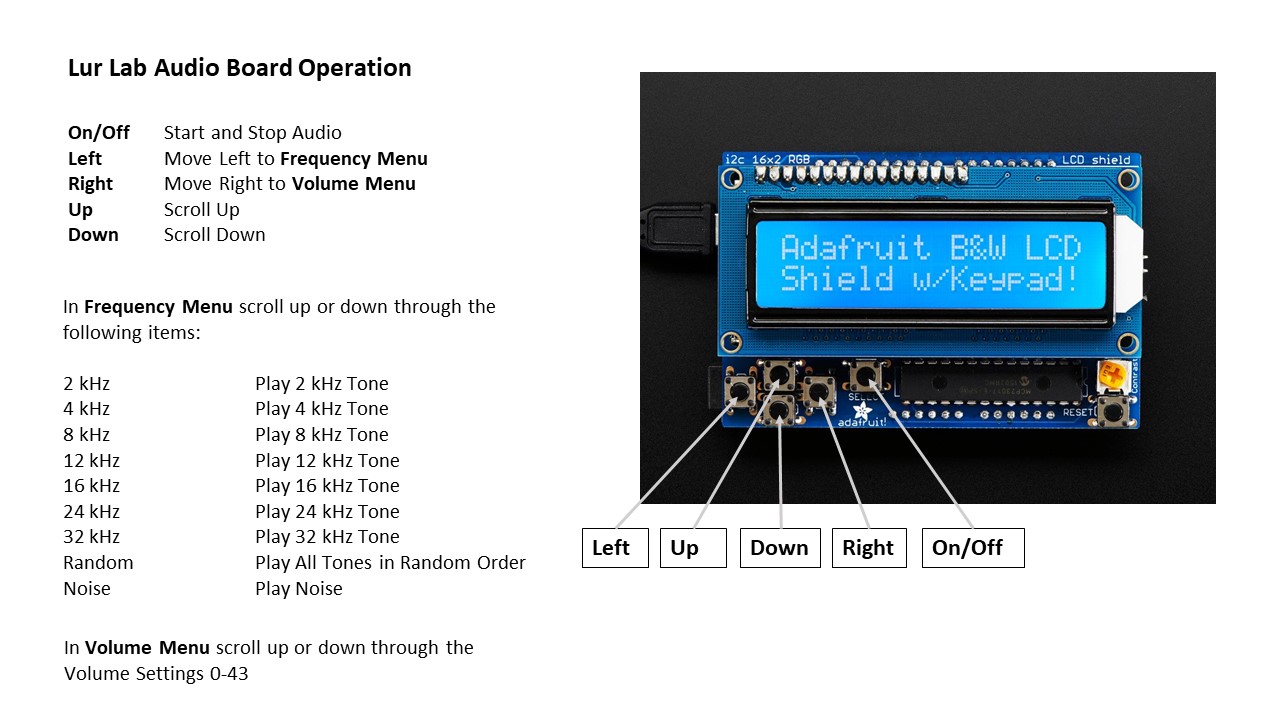 Lur Lab Audio Board Operation
On/Off Start and Stop Audio
Left Move Left to Frequency Menu
Right Move Right to Volume Menu
Up Scroll Up
Down Scroll Down
In Frequency Menu scroll up or down through the
following items:
2 kHz Play 2 kHz Tone
4 kHz Play 4 kHz Tone
8 kHz Play 8 kHz Tone
12 kHz Play 12 kHz Tone
16 kHz Play 16 kHz Tone
24 kHz Play 24 kHz Tone
32 kHz Play 32 kHz Tone
Random Play All Tones in Random Order
Noise Play Noise
In Volume Menu scroll up or down through the
Volume Settings 0-43
i2c 16x2 RGB LCD shield
Adafruit B&W LCD
Shield w/Keypad!
Contrast
RESET
adafruit!
Left Up Down Right On/Off